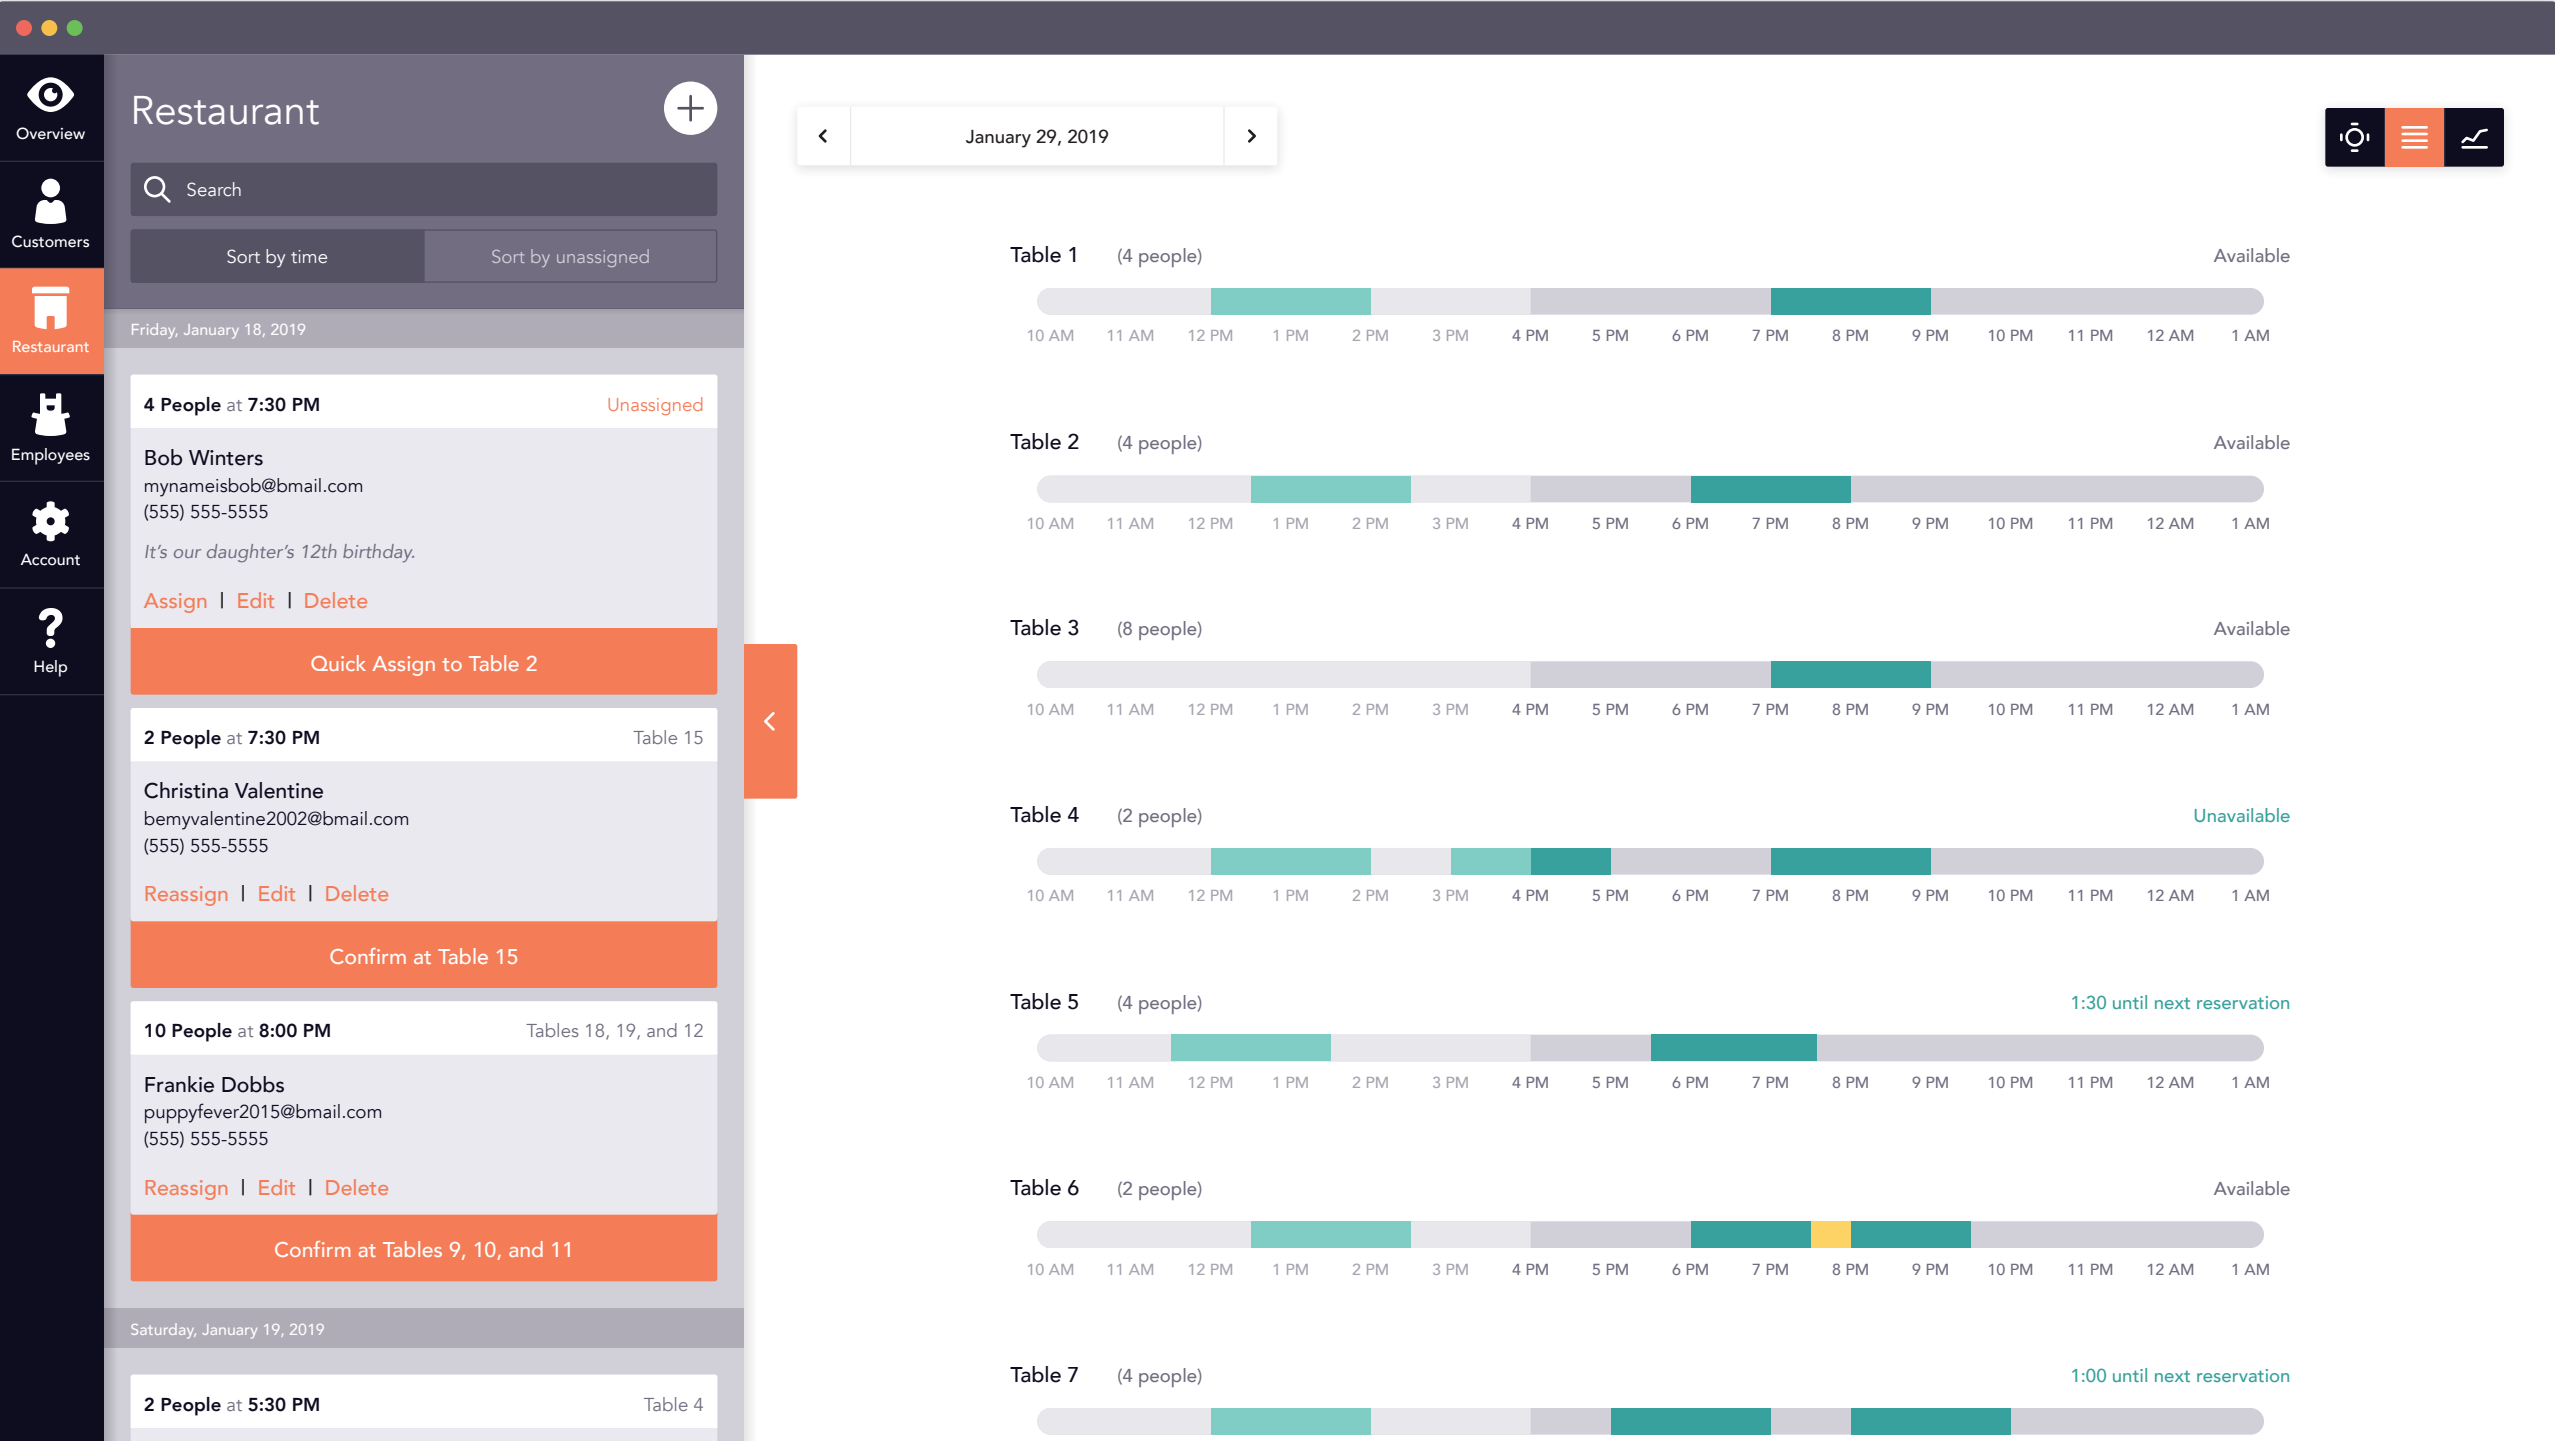 Overview
Customers
Restaurant
Employees
Account
Help
Restaurant
Search
Sort by time
Sort by unassigned
Friday, January 18, 2019
4 People at 7:30 PM
Unassigned
Bob Winters
mynameisbob@bmail.com
(555) 555-5555
It’s our daughter’s 12th birthday.
Assign | Edit | Delete
Quick Assign to Table 2
2 People at 7:30 PM
Table 15
Christina Valentine
bemyvalentine2002@bmail.com
(555) 555-5555
Reassign | Edit | Delete
Confirm at Table 15
10 People at 8:00 PM
Tables 18, 19, and 12
Frankie Dobbs
puppyfever2015@bmail.com
(555) 555-5555
Reassign | Edit | Delete
Confirm at Tables 9, 10, and 11
Saturday, January 19, 2019
2 People at 5:30 PM
Table 4
January 29, 2019
Table 1 (4 people) Available
10 AM 11 AM 12 PM 1 PM 2 PM 3 PM 4 PM 5 PM 6 PM 7 PM 8 PM 9 PM 10 PM 11 PM 12 AM 1 AM
Table 2 (4 people) Available
10 AM 11 AM 12 PM 1 PM 2 PM 3 PM 4 PM 5 PM 6 PM 7 PM 8 PM 9 PM 10 PM 11 PM 12 AM 1 AM
Table 3 (8 people) Available
10 AM 11 AM 12 PM 1 PM 2 PM 3 PM 4 PM 5 PM 6 PM 7 PM 8 PM 9 PM 10 PM 11 PM 12 AM 1 AM
Table 4 (2 people) Unavailable
10 AM 11 AM 12 PM 1 PM 2 PM 3 PM 4 PM 5 PM 6 PM 7 PM 8 PM 9 PM 10 PM 11 PM 12 AM 1 AM
Table 5 (4 people) 1:30 until next reservation
10 AM 11 AM 12 PM 1 PM 2 PM 3 PM 4 PM 5 PM 6 PM 7 PM 8 PM 9 PM 10 PM 11 PM 12 AM 1 AM
Table 6 (2 people) Available
10 AM 11 AM 12 PM 1 PM 2 PM 3 PM 4 PM 5 PM 6 PM 7 PM 8 PM 9 PM 10 PM 11 PM 12 AM 1 AM
Table 7 (4 people) 1:00 until next reservation